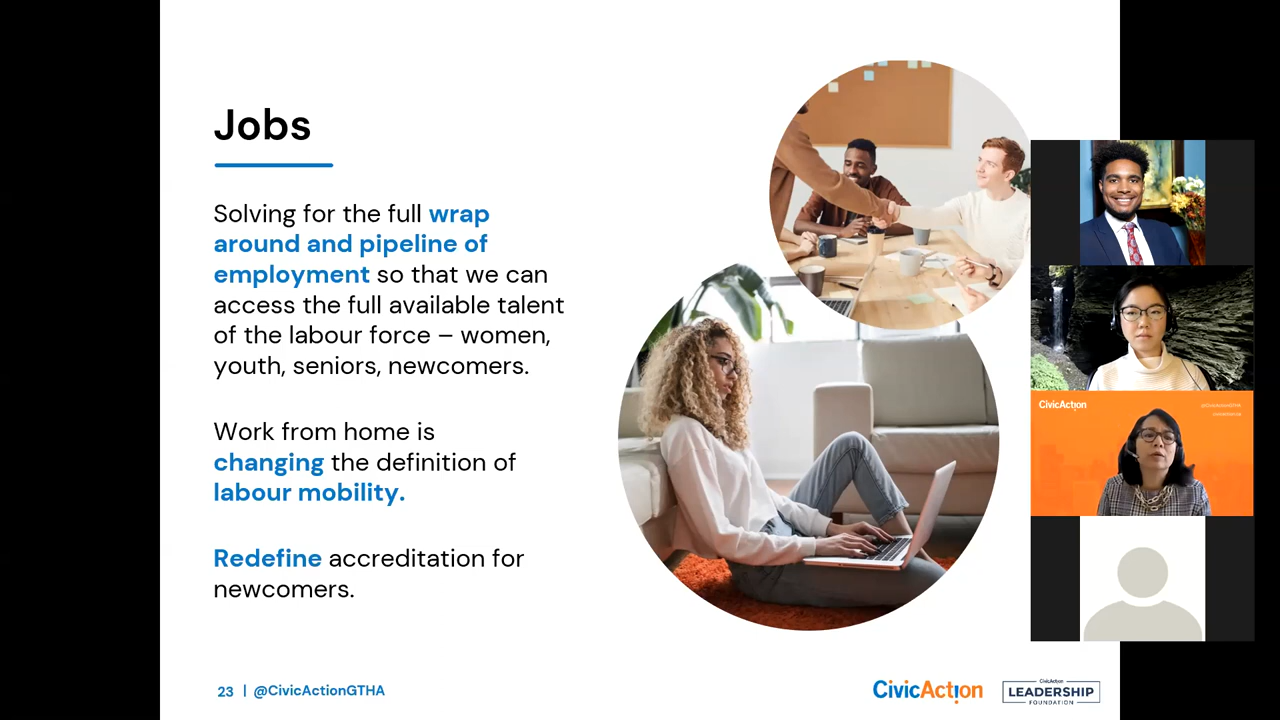 Jobs
Solving for the full wrap
around and pipeline of
employment so that we can
access the full available talent
of the labour force – women,
youth, seniors, newcomers.
Work from home is
changing the definition of
labour mobility.
Redefine accreditation for
newcomers.
23 | @CivicActionGTHA
CivicAction
CivicAction
LEADERSHIP
FOUNDATION
CivicAction
@CivicActionGTHA